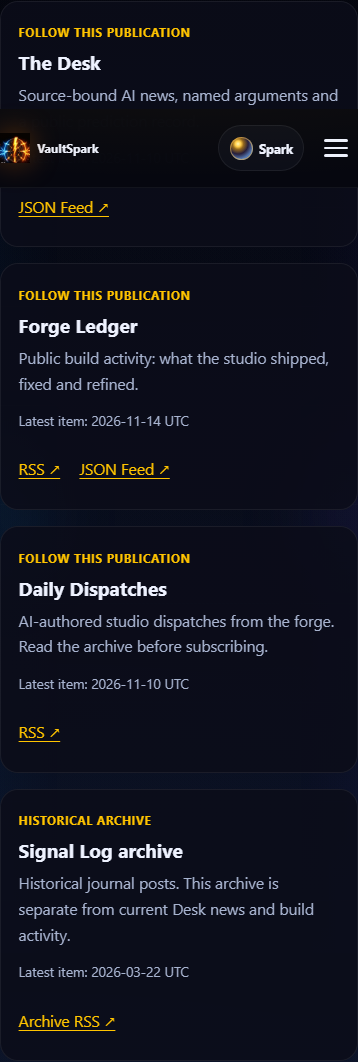 FOLLOW THIS PUBLICATION
The Desk
Source-bound AI news, named arguments and
VaultSpark
Spark
JSON Feed ↗
FOLLOW THIS PUBLICATION
Forge Ledger
Public build activity: what the studio shipped,
fixed and refined.
Latest item: 2026-11-14 UTC
RSS ↗ JSON Feed ↗
FOLLOW THIS PUBLICATION
Daily Dispatches
AI-authored studio dispatches from the forge.
Read the archive before subscribing.
Latest item: 2026-11-10 UTC
RSS ↗
HISTORICAL ARCHIVE
Signal Log archive
Historical journal posts. This archive is
separate from current Desk news and build
activity.
Latest item: 2026-03-22 UTC
Archive RSS ↗